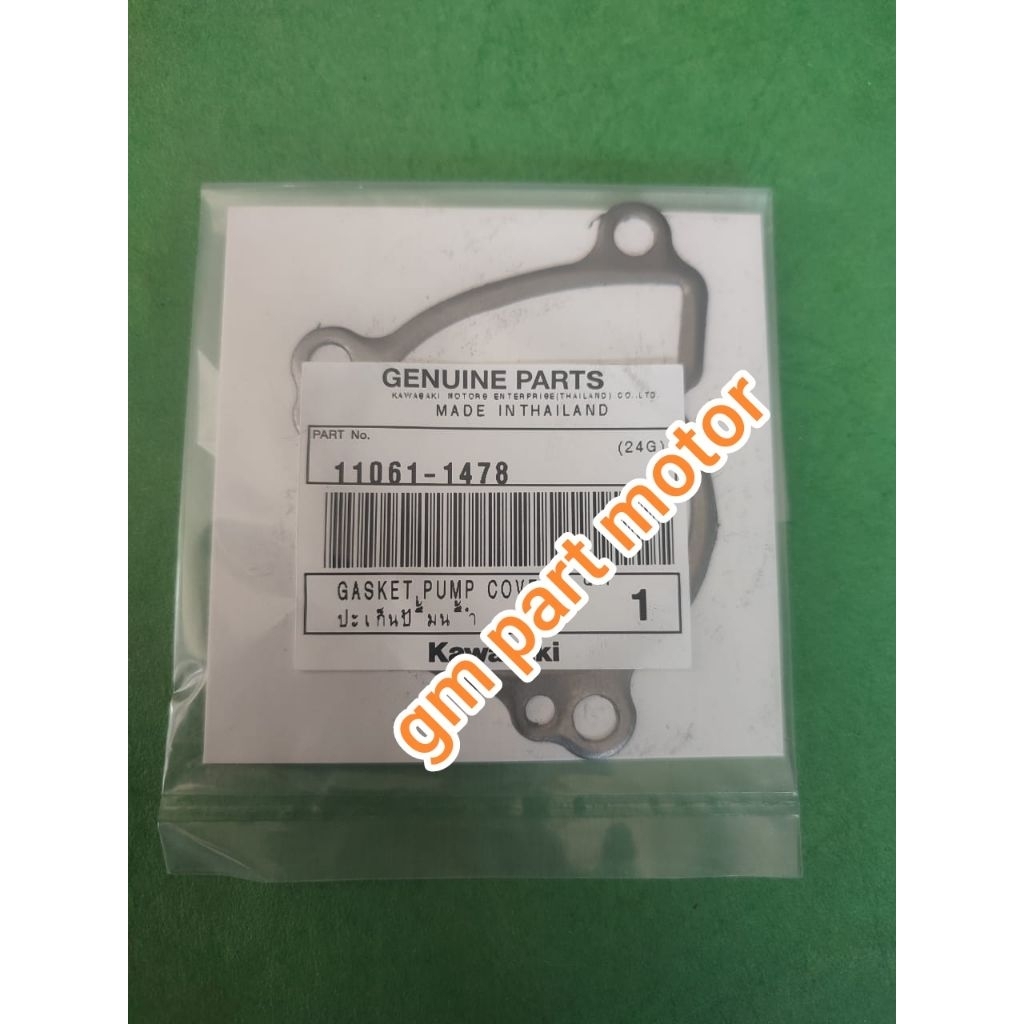 GENUINE PARTS
KAWASAKI MOTORS ENTERPRISE(THAILAND) CO.,LTD.
MADE INTHAILAND
PART No.
(24G)
11061-1478
GASKET,PUMP
ปะเก็นปั๊มน้ำ
1
Kawasaki
gm part motor